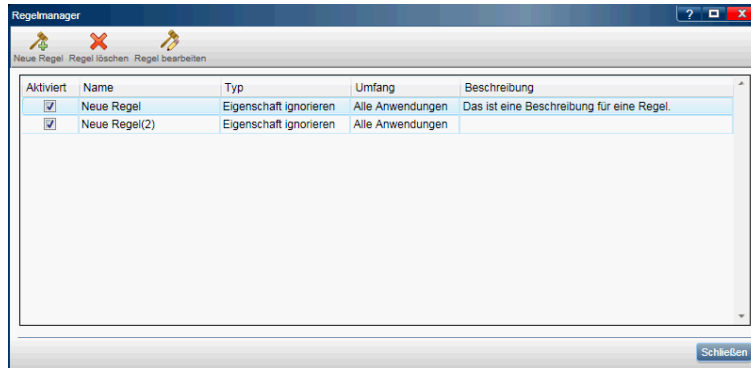 Regelmanager
?
Neue Regel Regel löschen Regel bearbeiten
Aktiviert Name Typ Umfang Beschreibung
Neue Regel Eigenschaft ignorieren Alle Anwendungen Das ist eine Beschreibung für eine Regel.
Neue Regel(2) Eigenschaft ignorieren Alle Anwendungen
Schließen